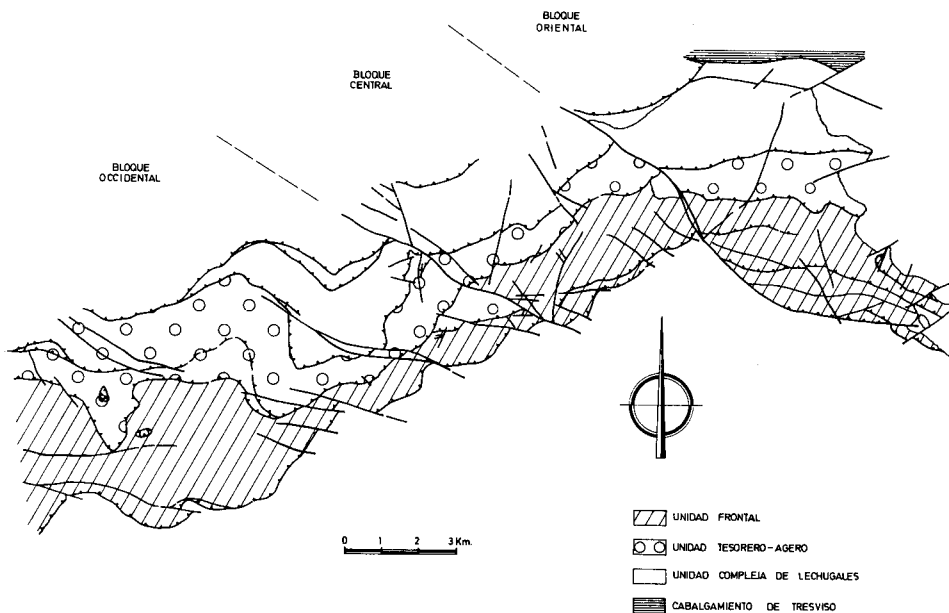 BLOQUE
ORIENTAL
BLOQUE
CENTRAL
BLOQUE
OCCIDENTAL
0 1 2 3 Km.
UNIDAD FRONTAL
UNIDAD TESORERO-AGERO
UNIDAD COMPLEJA DE LECHUGALES
CABALGAMIENTO DE TRESVISO